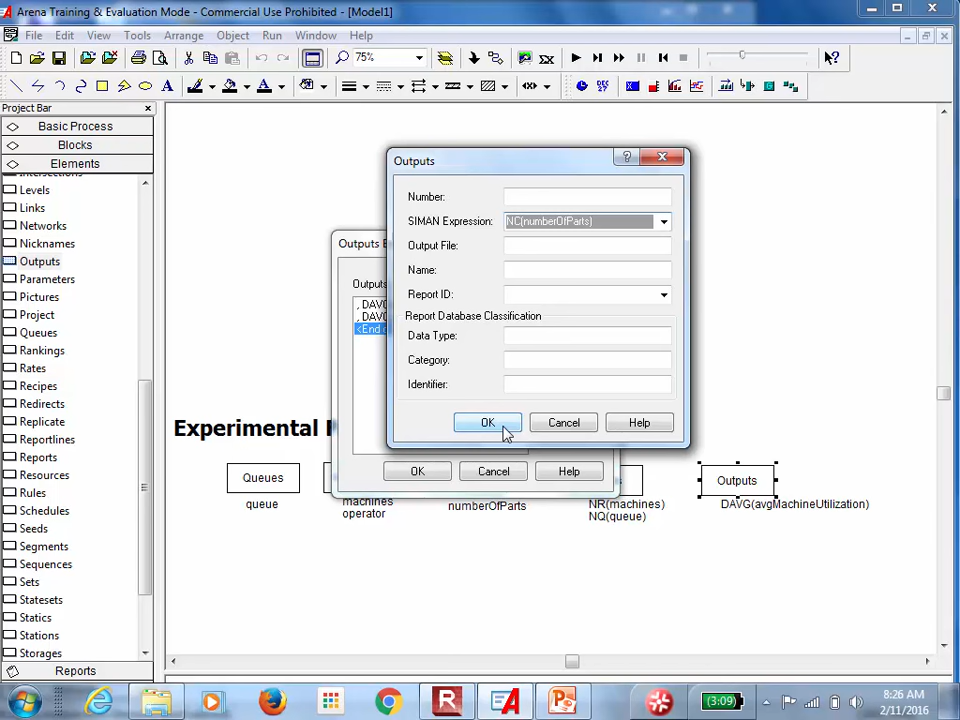 Arena Training & Evaluation Mode - Commercial Use Prohibited - [Model1]
File Edit View Tools Arrange Object Run Window Help
75%
Project Bar
Basic Process
Blocks
Elements
Levels
Links
Networks
Nicknames
Outputs
Parameters
Pictures
Project
Queues
Rankings
Rates
Recipes
Redirects
Replicate
Reportlines
Reports
Resources
Rules
Schedules
Seeds
Segments
Sequences
Sets
Statesets
Statics
Stations
Storages
Reports
Outputs
Number:
SIMAN Expression: NC(numberOfParts)
Output File:
Name:
Report ID:
Report Database Classification
Data Type:
Category:
Identifier:
OK Cancel Help
Outputs
Outputs
, DAVG
, DAVG
<End
OK Cancel Help
Experimental
Queues
queue
machines
operator
numberOfParts
NR(machines)
NQ(queue)
Outputs
DAVG(avgMachineUtilization)
(3:09)
8:26 AM
2/11/2016